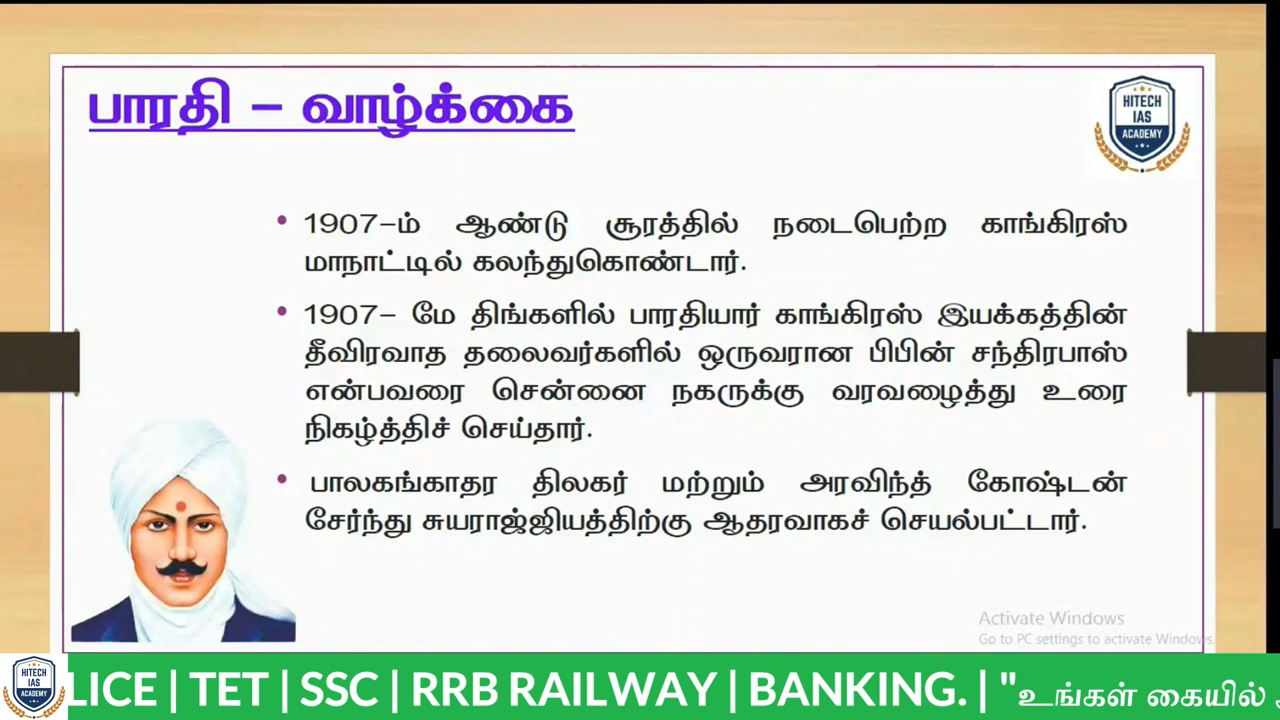 பாரதி – வாழ்க்கை
HITECH
IAS
ACADEMY
• 1907–ம் ஆண்டு சூரத்தில் நடைபெற்ற காங்கிரஸ்
மாநாட்டில் கலந்துகொண்டார்.
• 1907– மே திங்களில் பாரதியார் காங்கிரஸ் இயக்கத்தின்
தீவிரவாத தலைவர்களில் ஒருவரான பிபின் சந்திரபாஸ்
என்பவரை சென்னை நகருக்கு வரவழைத்து உரை
நிகழ்த்திச் செய்தார்.
• பாலகங்காதர திலகர் மற்றும் அரவிந்த் கோஷ்டன்
சேர்ந்து சுயராஜ்ஜியத்திற்கு ஆதரவாகச் செயல்பட்டார்.
Activate Windows
Go to PC settings to activate Windows.
HITECH
IAS
ACADEMY
LICE | TET | SSC | RRB RAILWAY | BANKING. | "உங்கள் கையில்